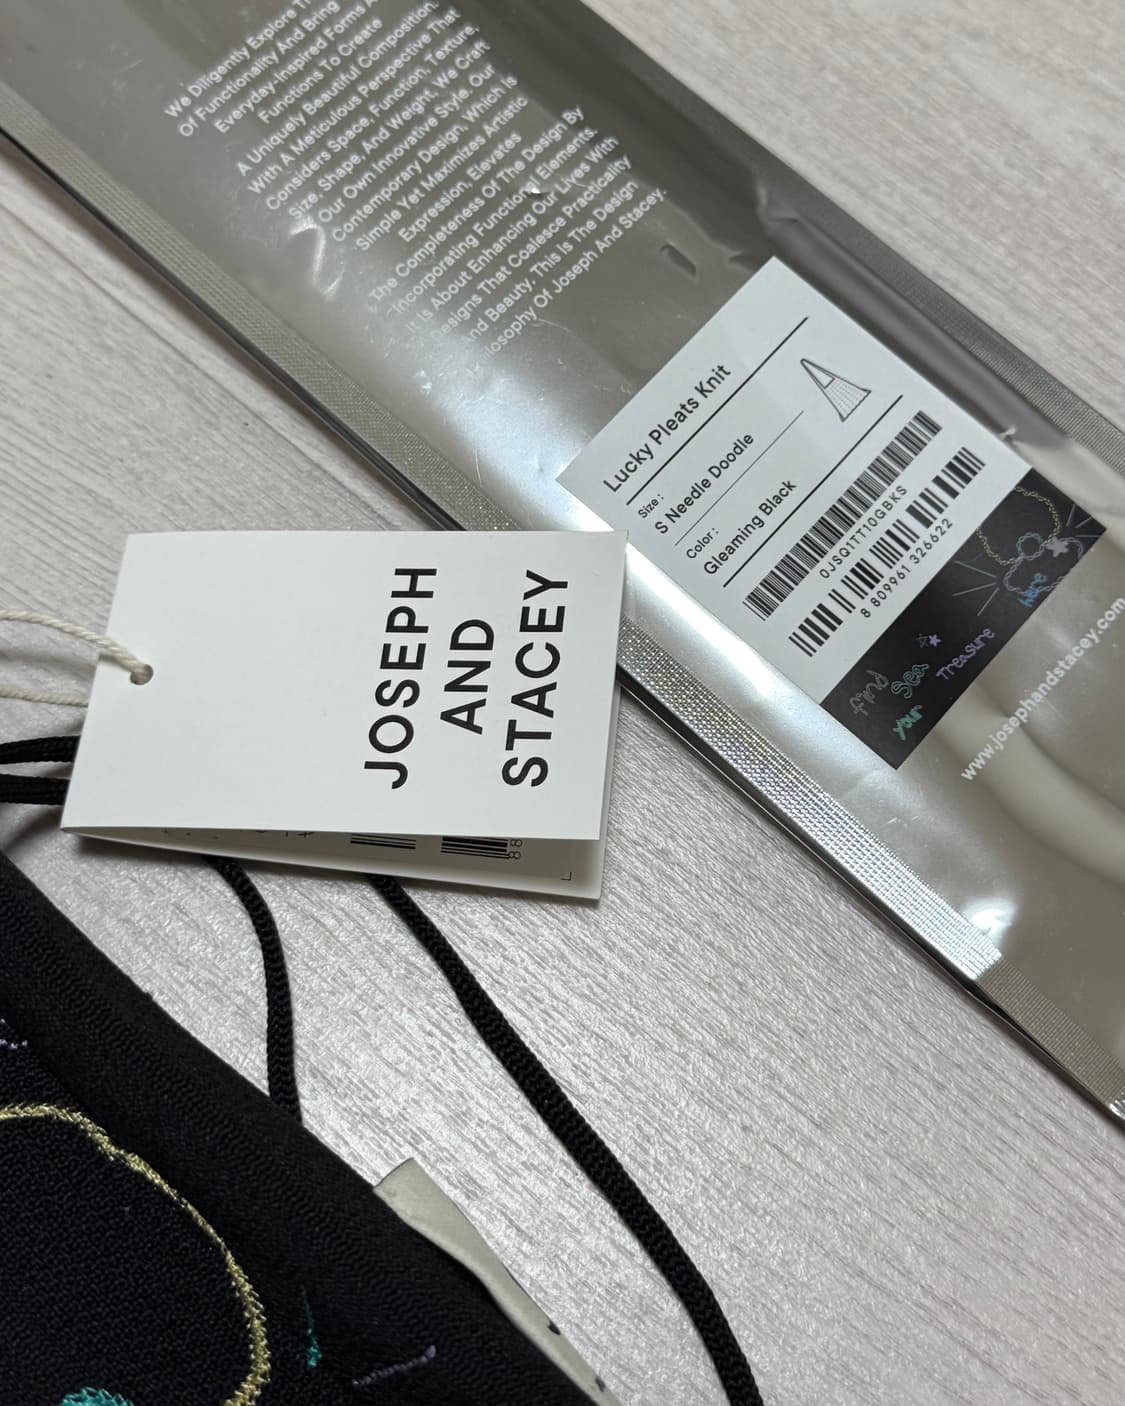 We Diligently Explore
Of Functionality And Bring
Everyday-Inspired Forms
Functions To Create
A Uniquely Beautiful Composition.
With A Meticulous Perspective That
Considers Space, Function, Texture,
Size, Shape, And Weight, We Craft
Our Own Innovative Style. Our
Contemporary Design, Which Is
Simple Yet Maximizes Artistic
Expression, Elevates
The Completeness Of The Design By
Incorporating Functional Elements.
It Is About Enhancing Our Lives With
Designs That Coalesce Practicality
And Beauty. This Is The Design
Philosophy Of Joseph And Stacey.
Lucky Pleats Knit
Size :
S Needle Doodle
Color :
Gleaming Black
0JSQ1TT10GBKS
8 809961 326622
here
Treasure
your Sea
www.josephandstacey.com
JOSEPH
AND
STACEY
88